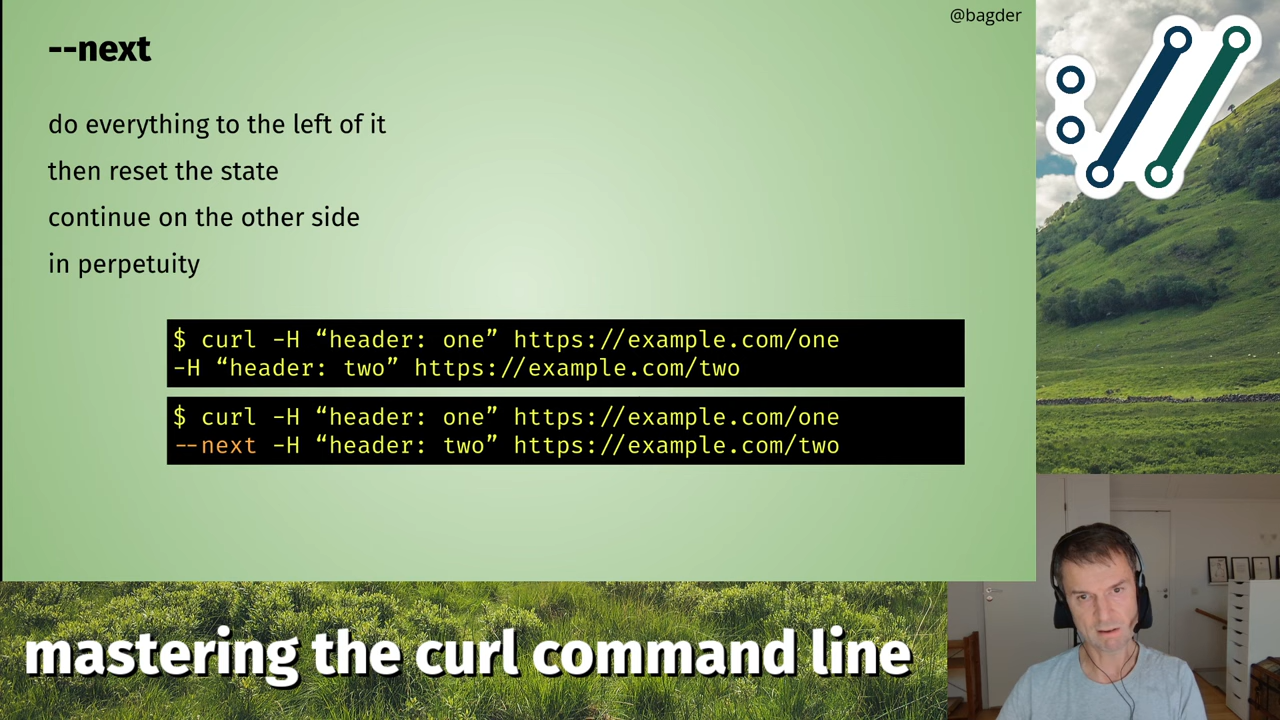 @bagder
--next
do everything to the left of it
then reset the state
continue on the other side
in perpetuity
$ curl -H “header: one” https://example.com/one
-H “header: two” https://example.com/two
$ curl -H “header: one” https://example.com/one
--next -H “header: two” https://example.com/two
mastering the curl command line